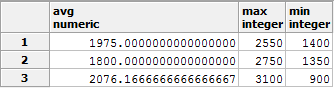 avg max min
numeric integer integer
1 1975.0000000000000000 2550 1400
2 1800.0000000000000000 2750 1350
3 2076.1666666666666667 3100 900